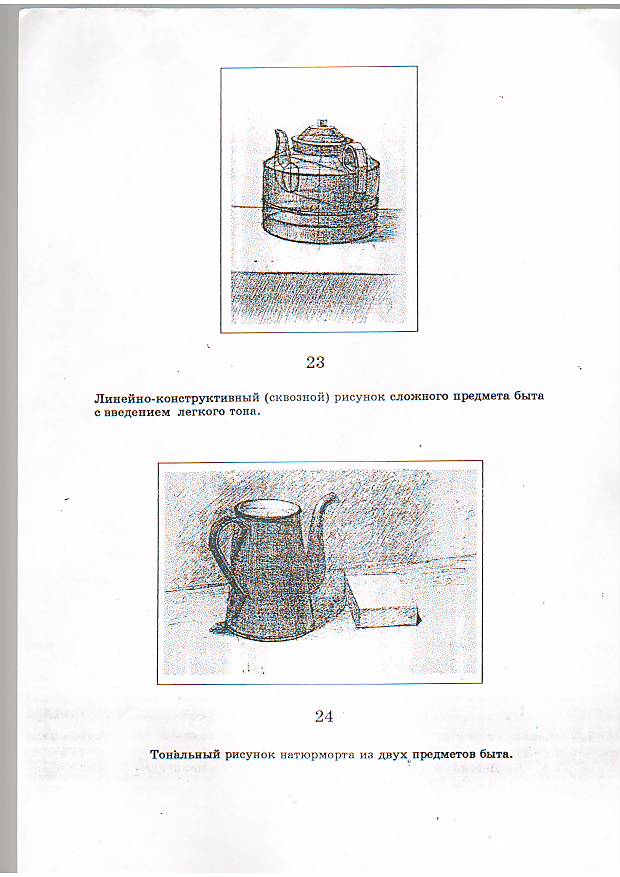 23
Линейно-конструктивный (сквозной) рисунок сложного предмета быта
с введением легкого тона.
24
Тональный рисунок натюрморта из двух предметов быта.